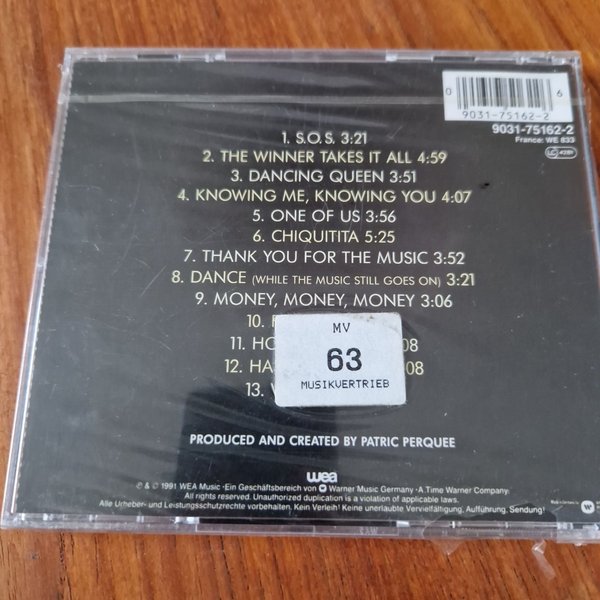 0
6
9031-75162-2
9031-75162-2
France: WE 833
LC 4281
1. S.O.S. 3:21
2. THE WINNER TAKES IT ALL 4:59
3. DANCING QUEEN 3:51
4. KNOWING ME, KNOWING YOU 4:07
5. ONE OF US 3:56
6. CHIQUITITA 5:25
7. THANK YOU FOR THE MUSIC 3:52
8. DANCE (WHILE THE MUSIC STILL GOES ON) 3:21
9. MONEY, MONEY, MONEY 3:06
10.
11. HO 08
12. HA 08
13.
MV
63
MUSIKVERTRIEB
PRODUCED AND CREATED BY PATRIC PERQUEE
wea
℗ & © 1991 WEA Music · Ein Geschäftsbereich von Warner Music Germany · A Time Warner Company.
All rights reserved. Unauthorized duplication is a violation of applicable laws.
Alle Urheber- und Leistungsschutzrechte vorbehalten. Kein Verleih! Keine unerlaubte Vervielfältigung, Aufführung, Sendung!
Made in Germany